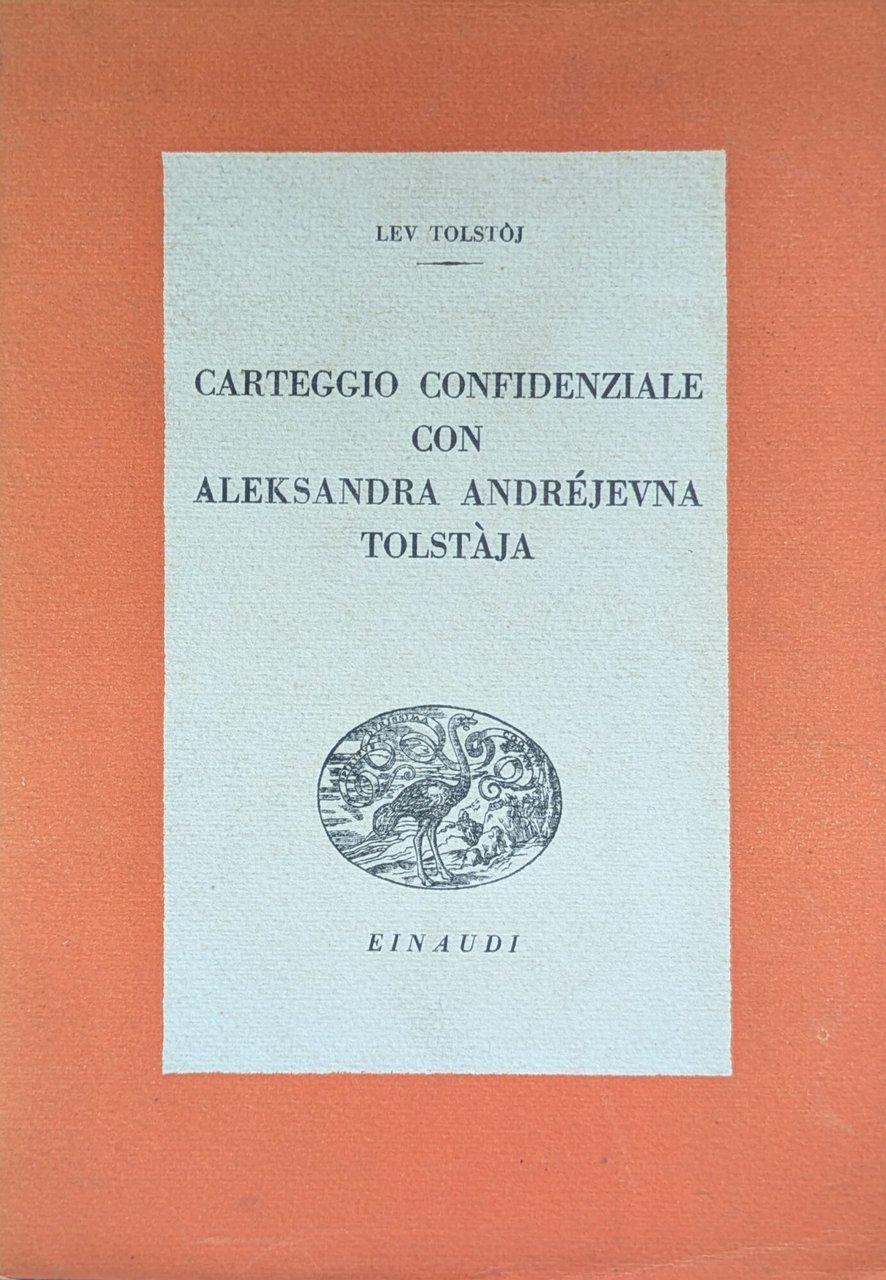 LEV TOLSTÒJ
CARTEGGIO CONFIDENZIALE
CON
ALEKSANDRA ANDRÉJEVNA
TOLSTÀJA
EINAUDI